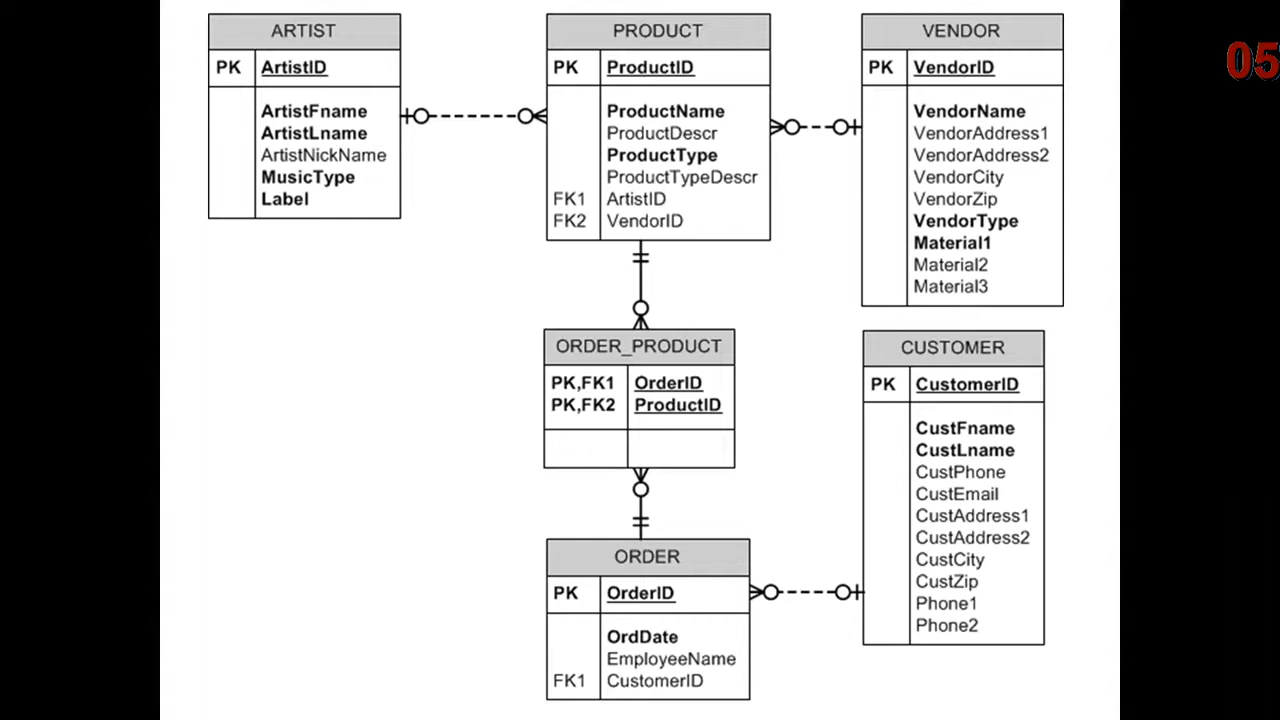 ARTIST
PK ArtistID
ArtistFname
ArtistLname
ArtistNickName
MusicType
Label
PRODUCT
PK ProductID
ProductName
ProductDescr
ProductType
ProductTypeDescr
FK1 ArtistID
FK2 VendorID
VENDOR
PK VendorID
VendorName
VendorAddress1
VendorAddress2
VendorCity
VendorZip
VendorType
Material1
Material2
Material3
05
ORDER_PRODUCT
PK,FK1 OrderID
PK,FK2 ProductID
CUSTOMER
PK CustomerID
CustFname
CustLname
CustPhone
CustEmail
CustAddress1
CustAddress2
CustCity
CustZip
Phone1
Phone2
ORDER
PK OrderID
OrdDate
EmployeeName
FK1 CustomerID